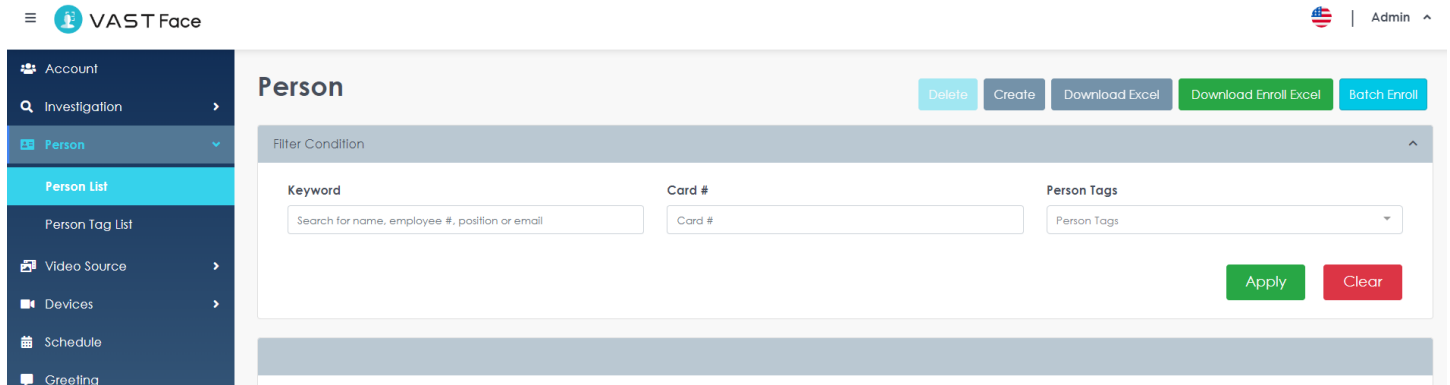 VAST Face
Admin
Account
Investigation
Person
Person List
Person Tag List
Video Source
Devices
Schedule
Greeting
Person
Delete
Create
Download Excel
Download Enroll Excel
Batch Enroll
Filter Condition
Keyword
Card #
Person Tags
Search for name, employee #, position or email
Card #
Person Tags
Apply
Clear